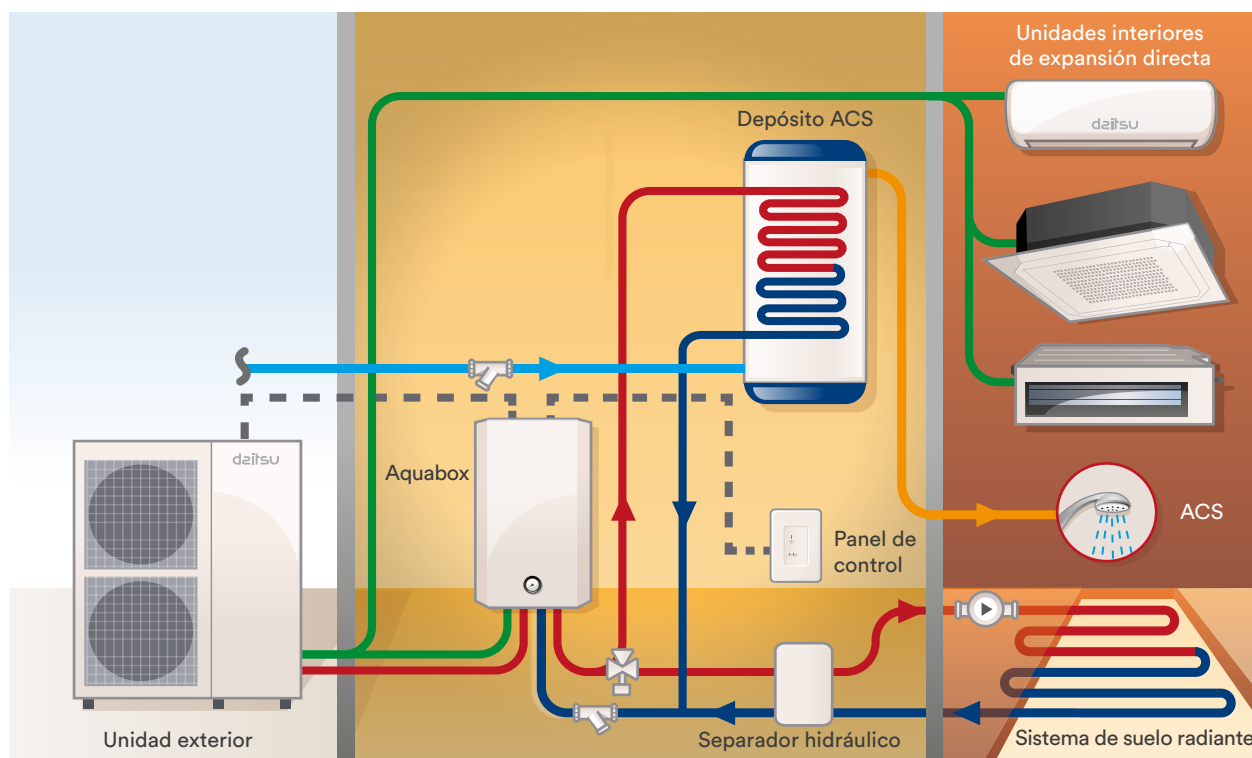 Unidades interiores
de expansión directa
daitsu
Depósito ACS
daitsu
Aquabox
ACS
Panel de
control
Unidad exterior
Separador hidráulico
Sistema de suelo radiante